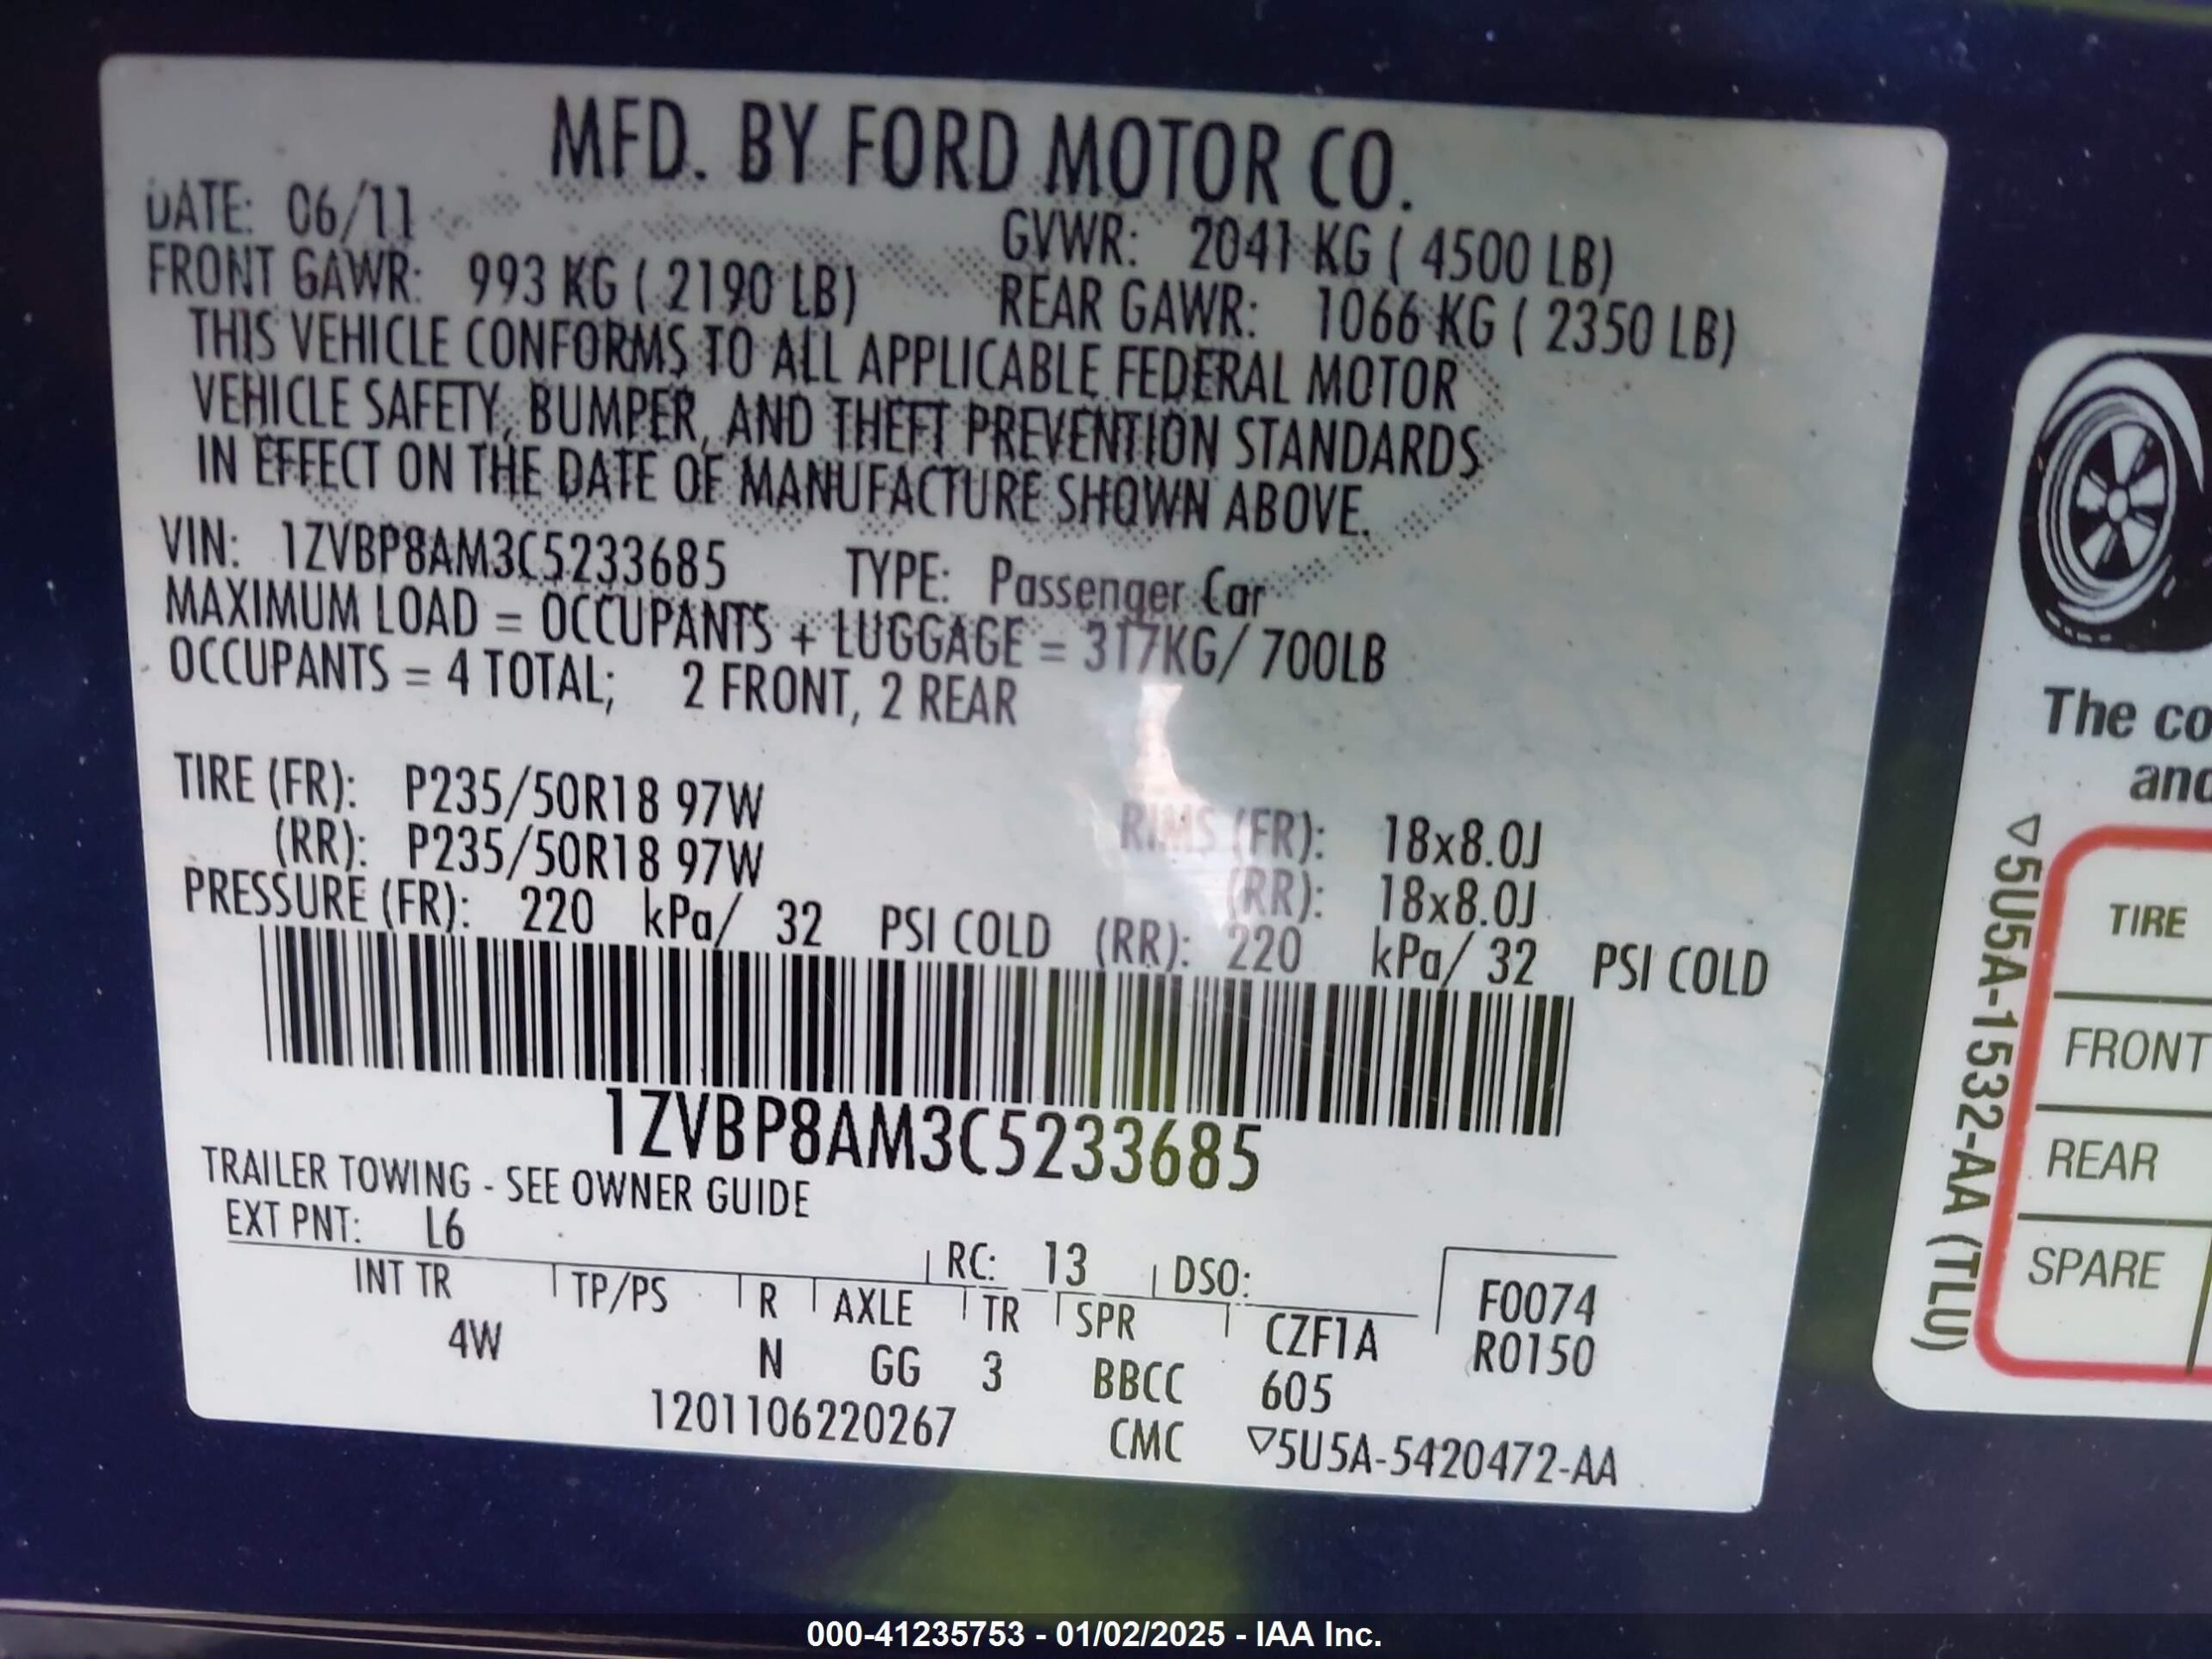 MFD. BY FORD MOTOR CO.
DATE: 06/11 GVWR: 2041 KG ( 4500 LB)
FRONT GAWR: 993 KG ( 2190 LB) REAR GAWR: 1066 KG ( 2350 LB)
THIS VEHICLE CONFORMS TO ALL APPLICABLE FEDERAL MOTOR
VEHICLE SAFETY, BUMPER, AND THEFT PREVENTION STANDARDS
IN EFFECT ON THE DATE OF MANUFACTURE SHOWN ABOVE.
VIN: 1ZVBP8AM3C5233685 TYPE: Passenger Car
MAXIMUM LOAD = OCCUPANTS + LUGGAGE = 317KG/ 700LB
OCCUPANTS = 4 TOTAL; 2 FRONT, 2 REAR
TIRE (FR): P235/50R18 97W RIMS (FR): 18x8.0J
(RR): P235/50R18 97W (RR): 18x8.0J
PRESSURE (FR): 220 kPa/ 32 PSI COLD (RR): 220 kPa/ 32 PSI COLD
1ZVBP8AM3C5233685
TRAILER TOWING - SEE OWNER GUIDE
EXT PNT: L6 RC: 13 DSO: F0074
INT TR TP/PS R AXLE TR SPR CZF1A R0150
4W N GG 3 BBCC 605
1201106220267 CMC ▽5U5A-5420472-AA
The co
and
▽5U5A-1532-AA (TLU)
TIRE
FRONT
REAR
SPARE
000-41235753 - 01/02/2025 - IAA Inc.